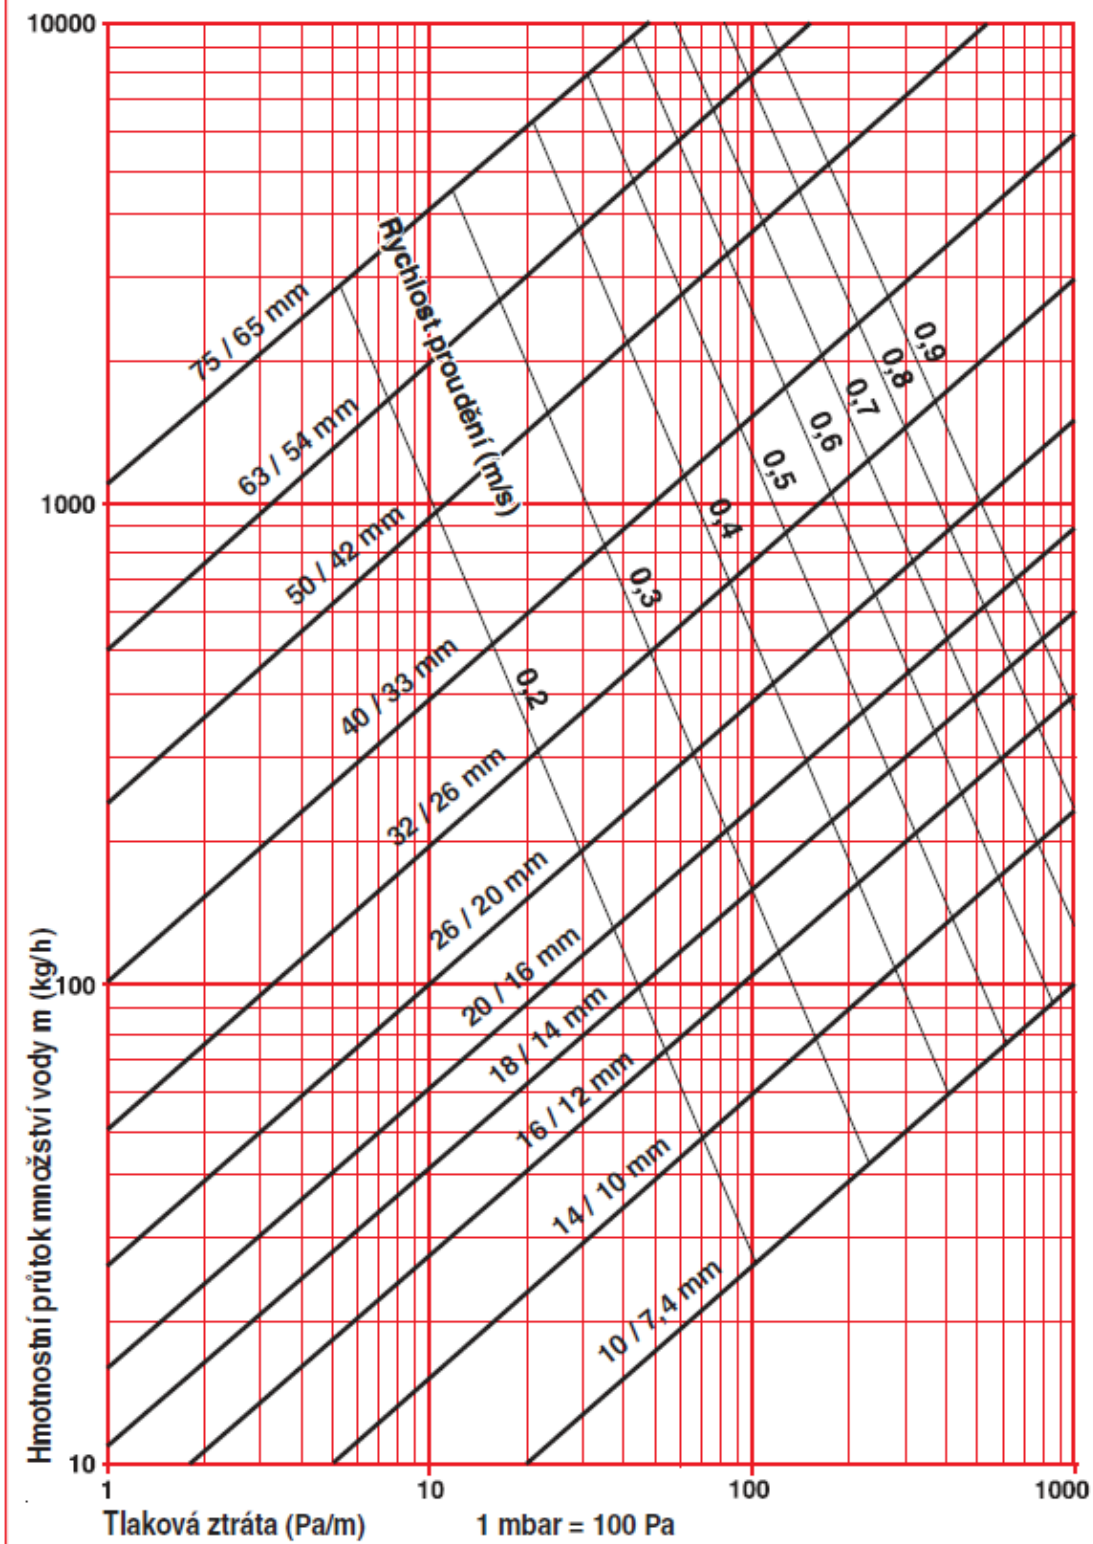 10000
75 / 65 mm
Rychlost proudění (m/s)
0,9
0,8
0,7
63 / 54 mm
0,6
0,5
1000
50 / 42 mm
0,4
0,3
40 / 33 mm
0,2
32 / 26 mm
26 / 20 mm
20 / 16 mm
100
18 / 14 mm
16 / 12 mm
14 / 10 mm
10 / 7,4 mm
Hmotnostní průtok množství vody m (kg/h)
10
1
10
100
1000
Tlaková ztráta (Pa/m)
1 mbar = 100 Pa